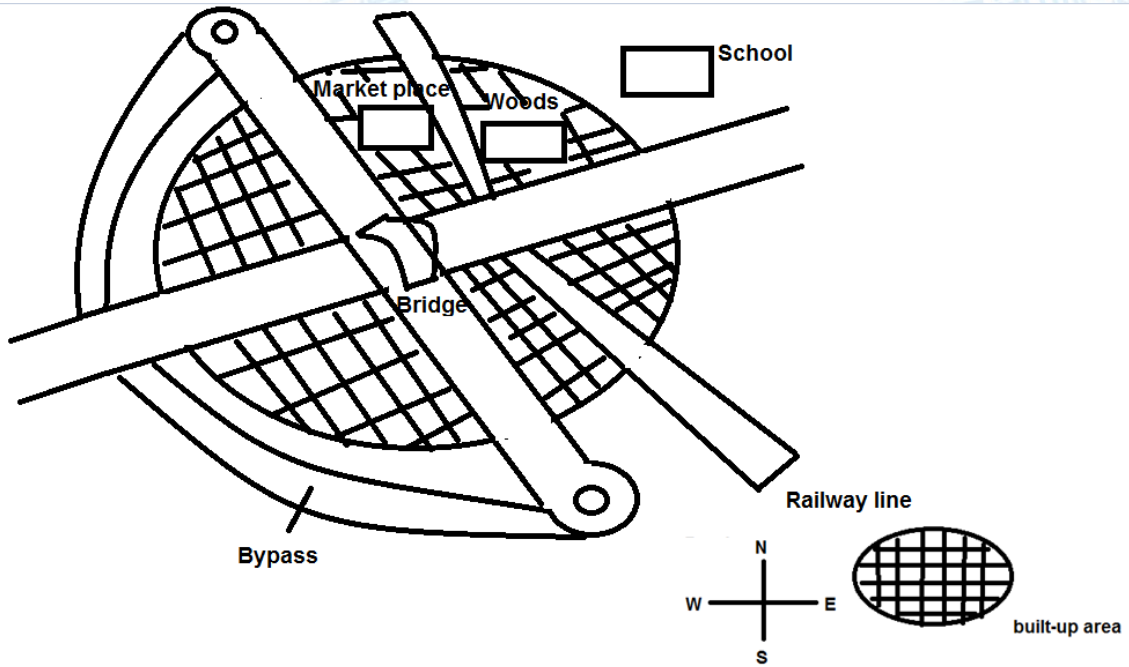 School
Market place
Woods
Bridge
Railway line
Bypass
N
W
E
S
built-up area